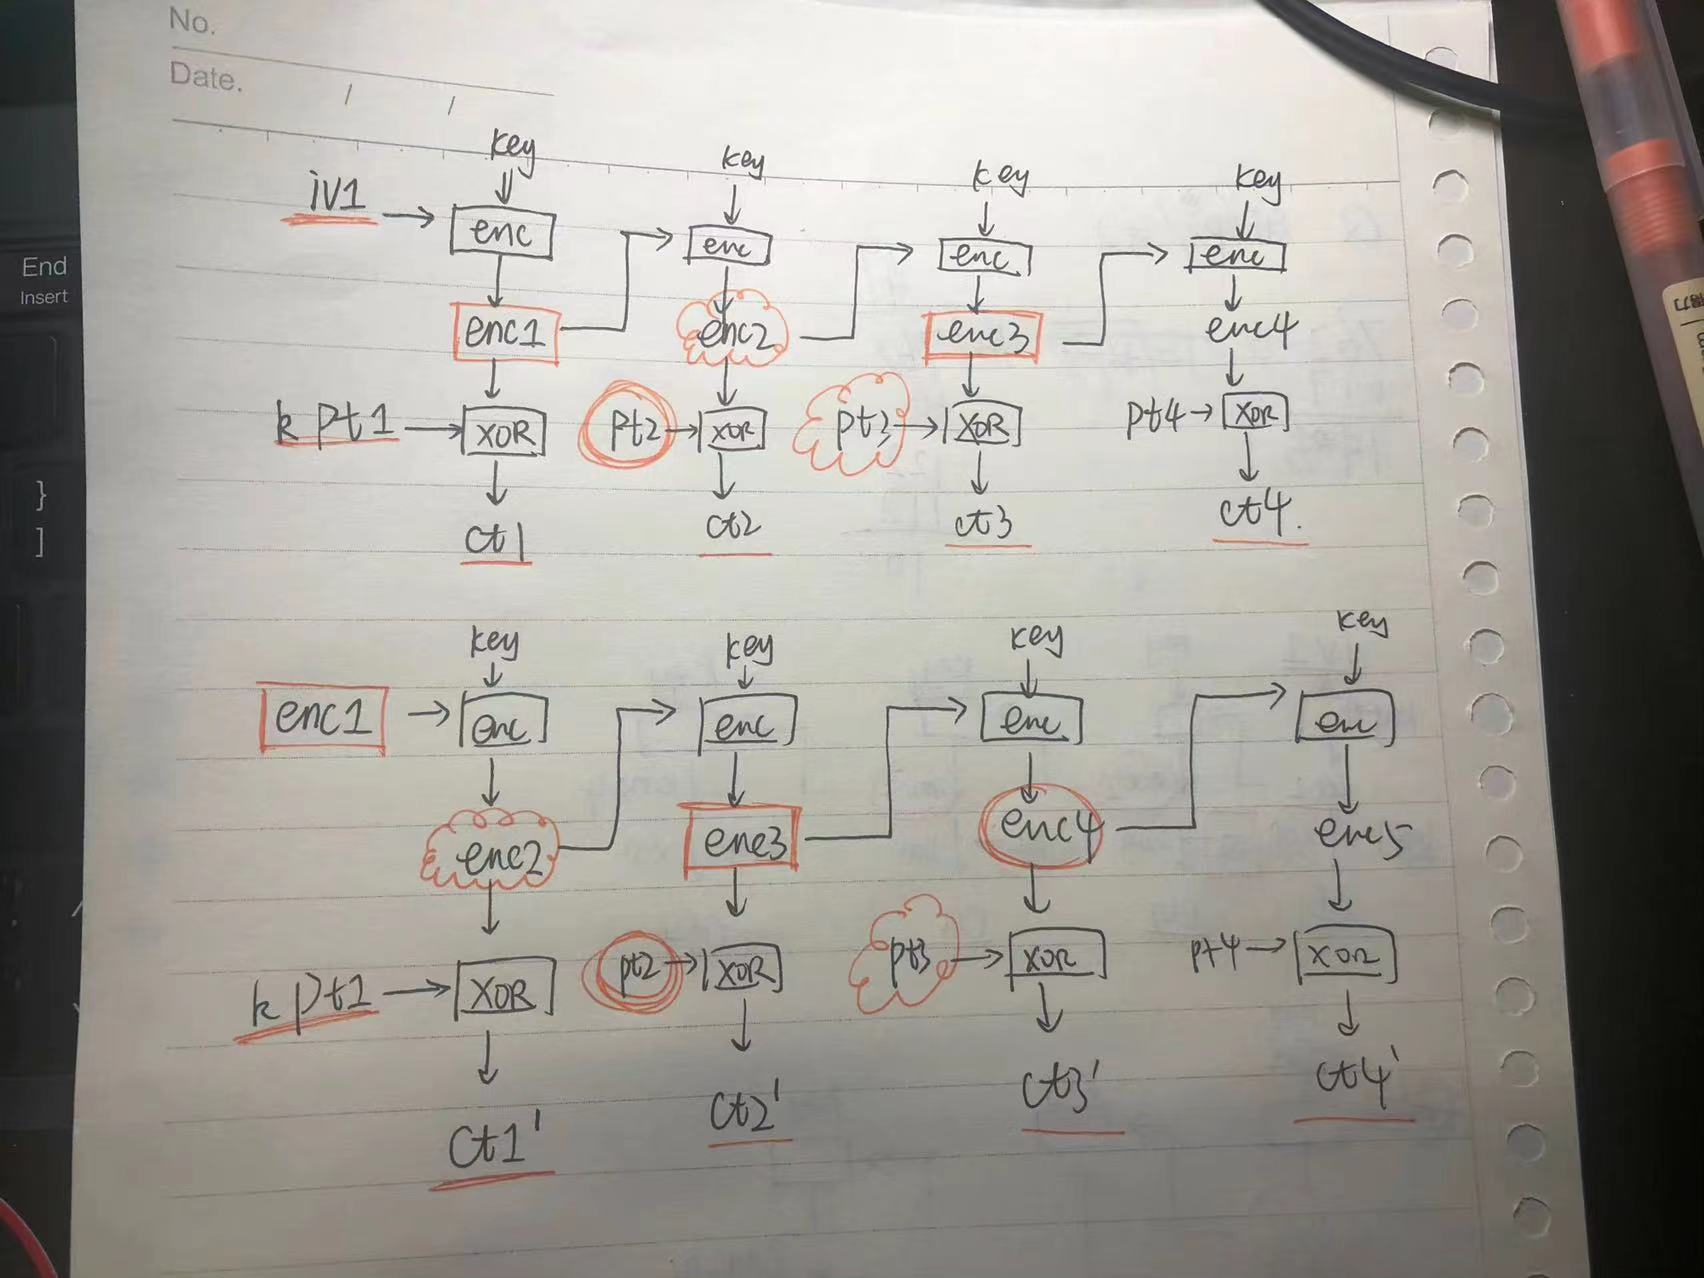 No.
Date. / /
key key key key
iv1 → enc enc enc enc
enc1 enc2 enc3 enc4
k pt1 → XOR pt2 → XOR pt3 → XOR pt4 → XOR
ct1 ct2 ct3 ct4.
key key key key
enc1 → enc enc enc enc
enc2 enc3 enc4 enc5
k pt1 → XOR pt2 → XOR pt3 → XOR pt4 → XOR
ct1' ct2' ct3' ct4'
End
Insert
}
]